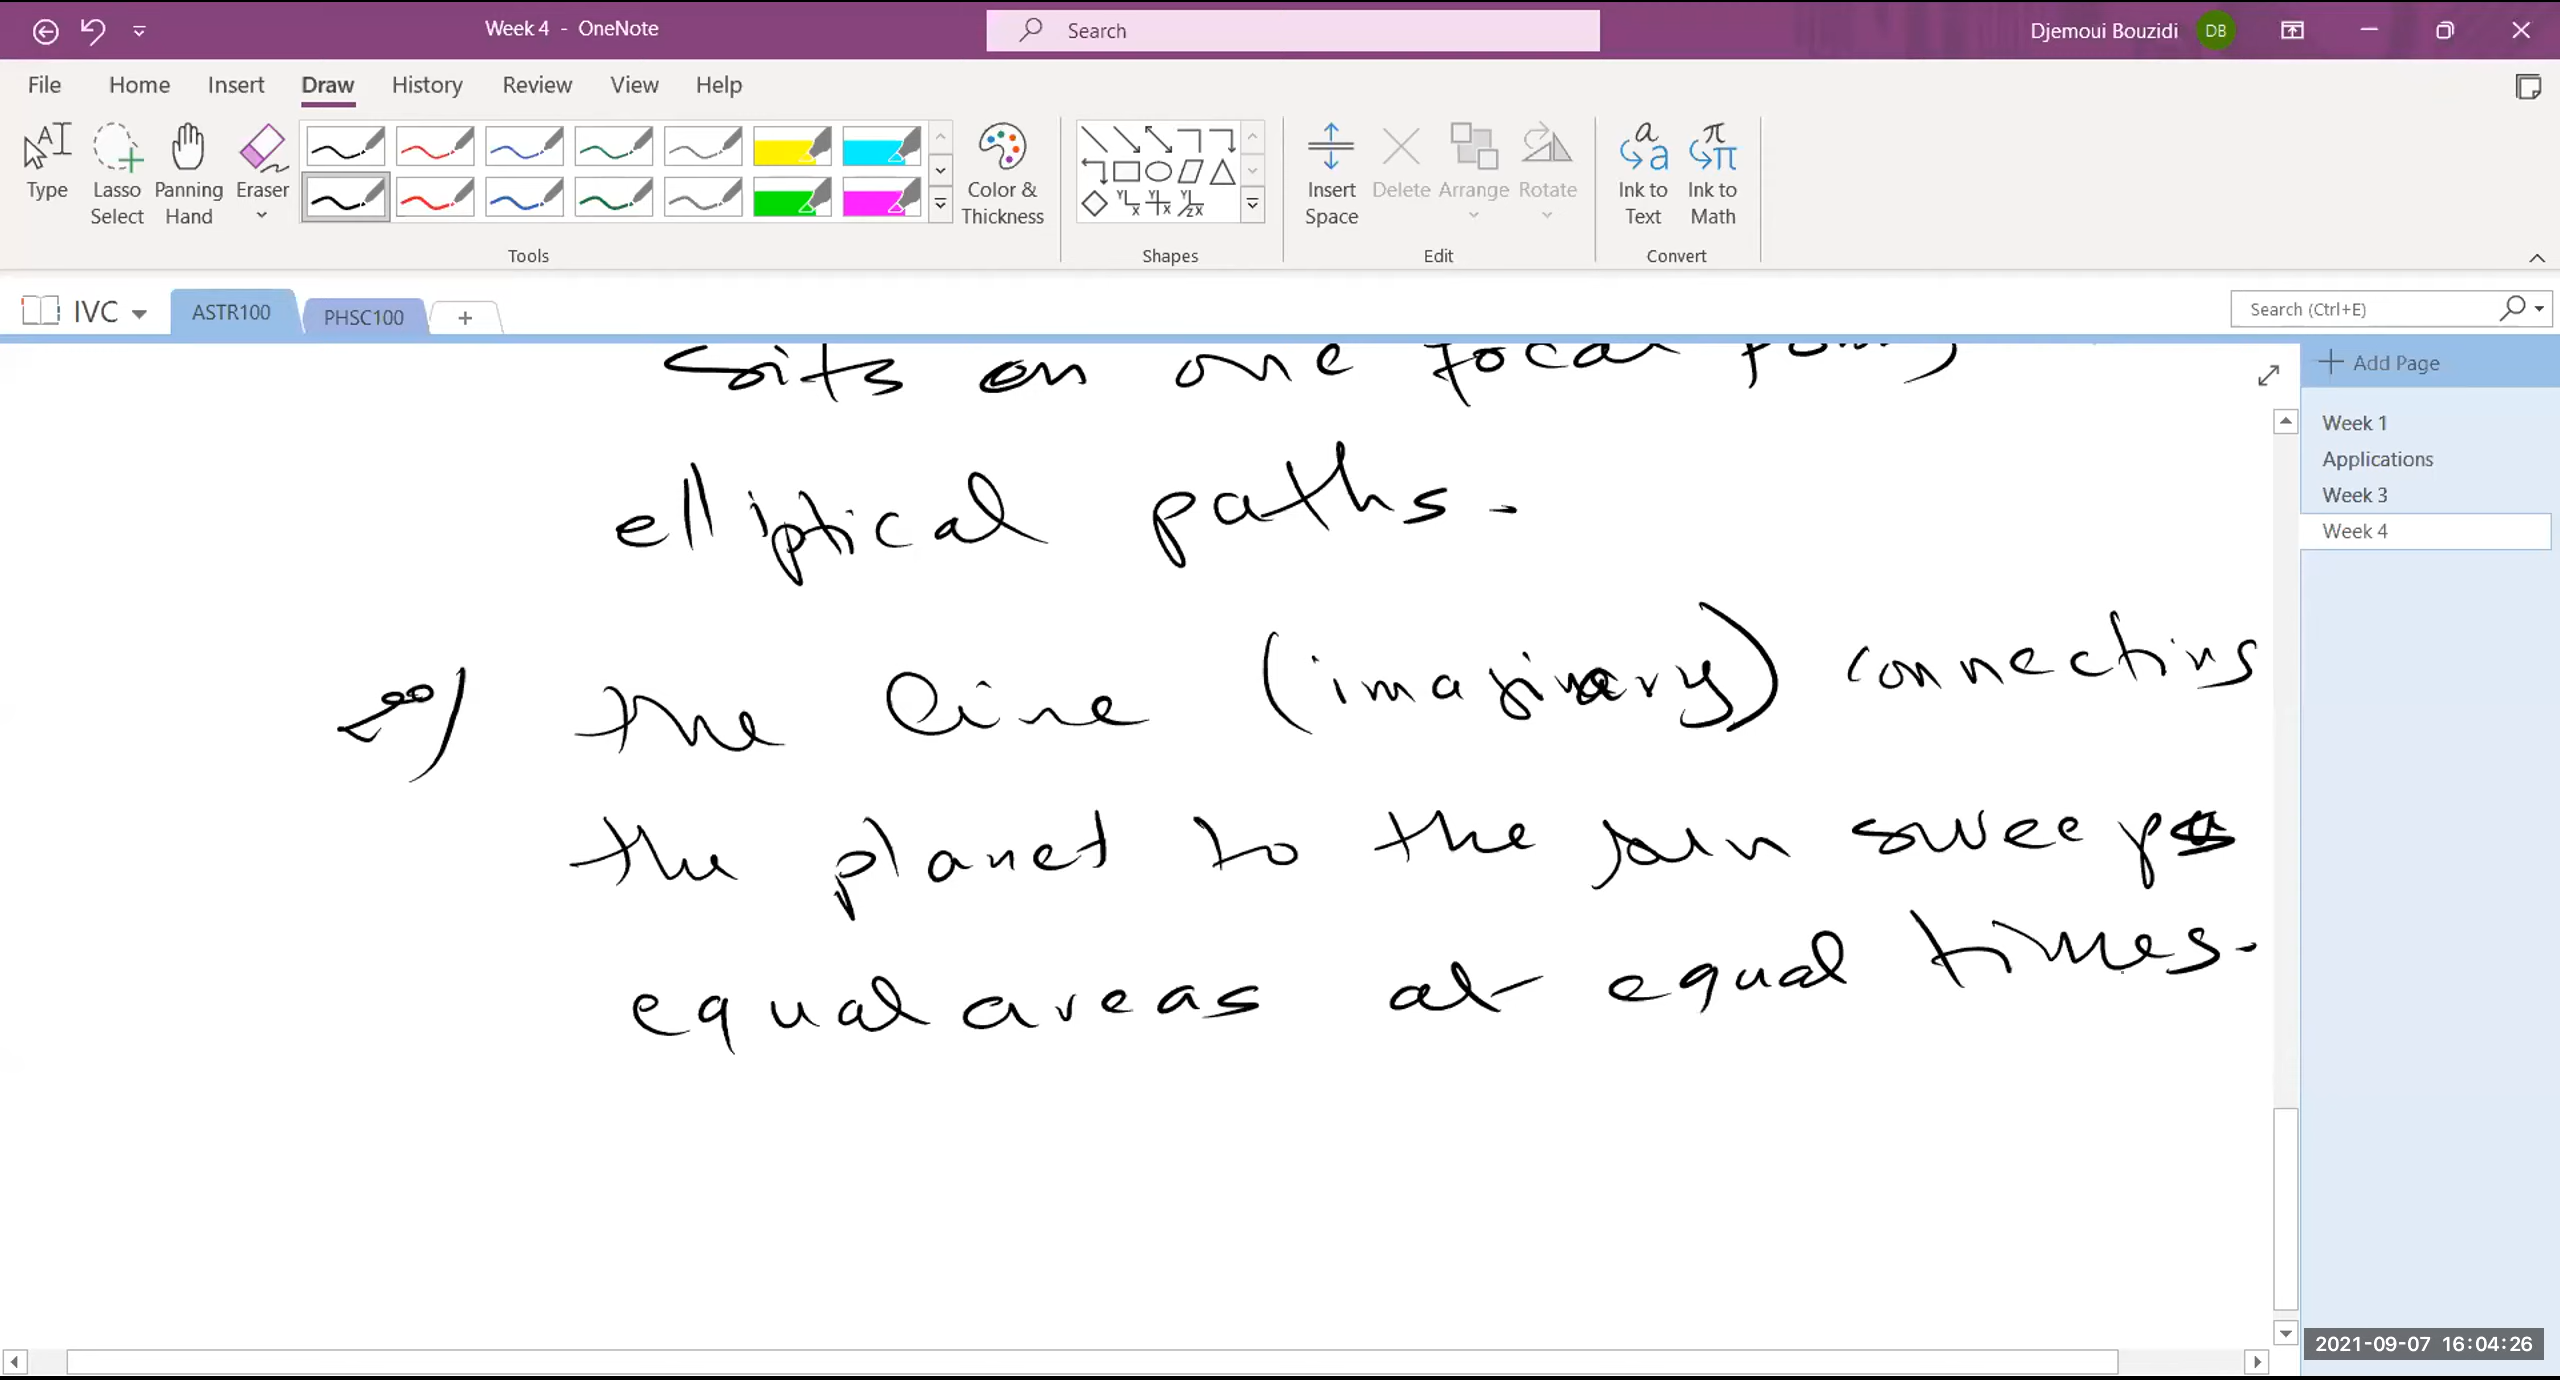 Week 4 - OneNote
Search
Djemoui Bouzidi
DB
File Home Insert Draw History Review View Help
Type
Lasso Select
Panning Hand
Eraser
Color & Thickness
Insert Space
Delete
Arrange
Rotate
Ink to Text
Ink to Math
Tools
Shapes
Edit
Convert
IVC
ASTR100
PHSC100
Search (Ctrl+E)
Add Page
Week 1
Applications
Week 3
Week 4
sits on one focal
elliptical paths.
the line (imaginary) connecting
the planet to the sun sweeps
equal areas at equal times.
2021-09-07 16:04:26